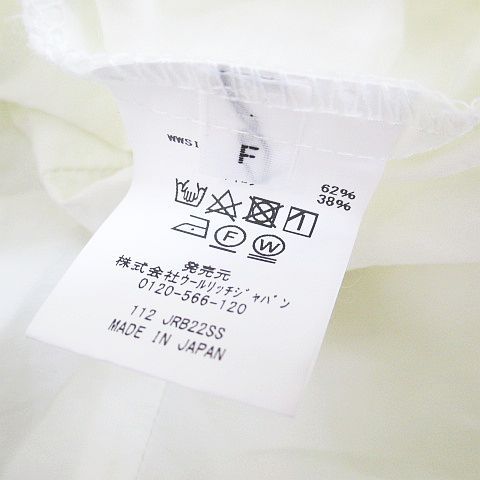 WWSI
F
62%
38%
F W
発売元
株式会社ウールリッチジャパン
0120-566-120
112 JRB22SS
MADE IN JAPAN